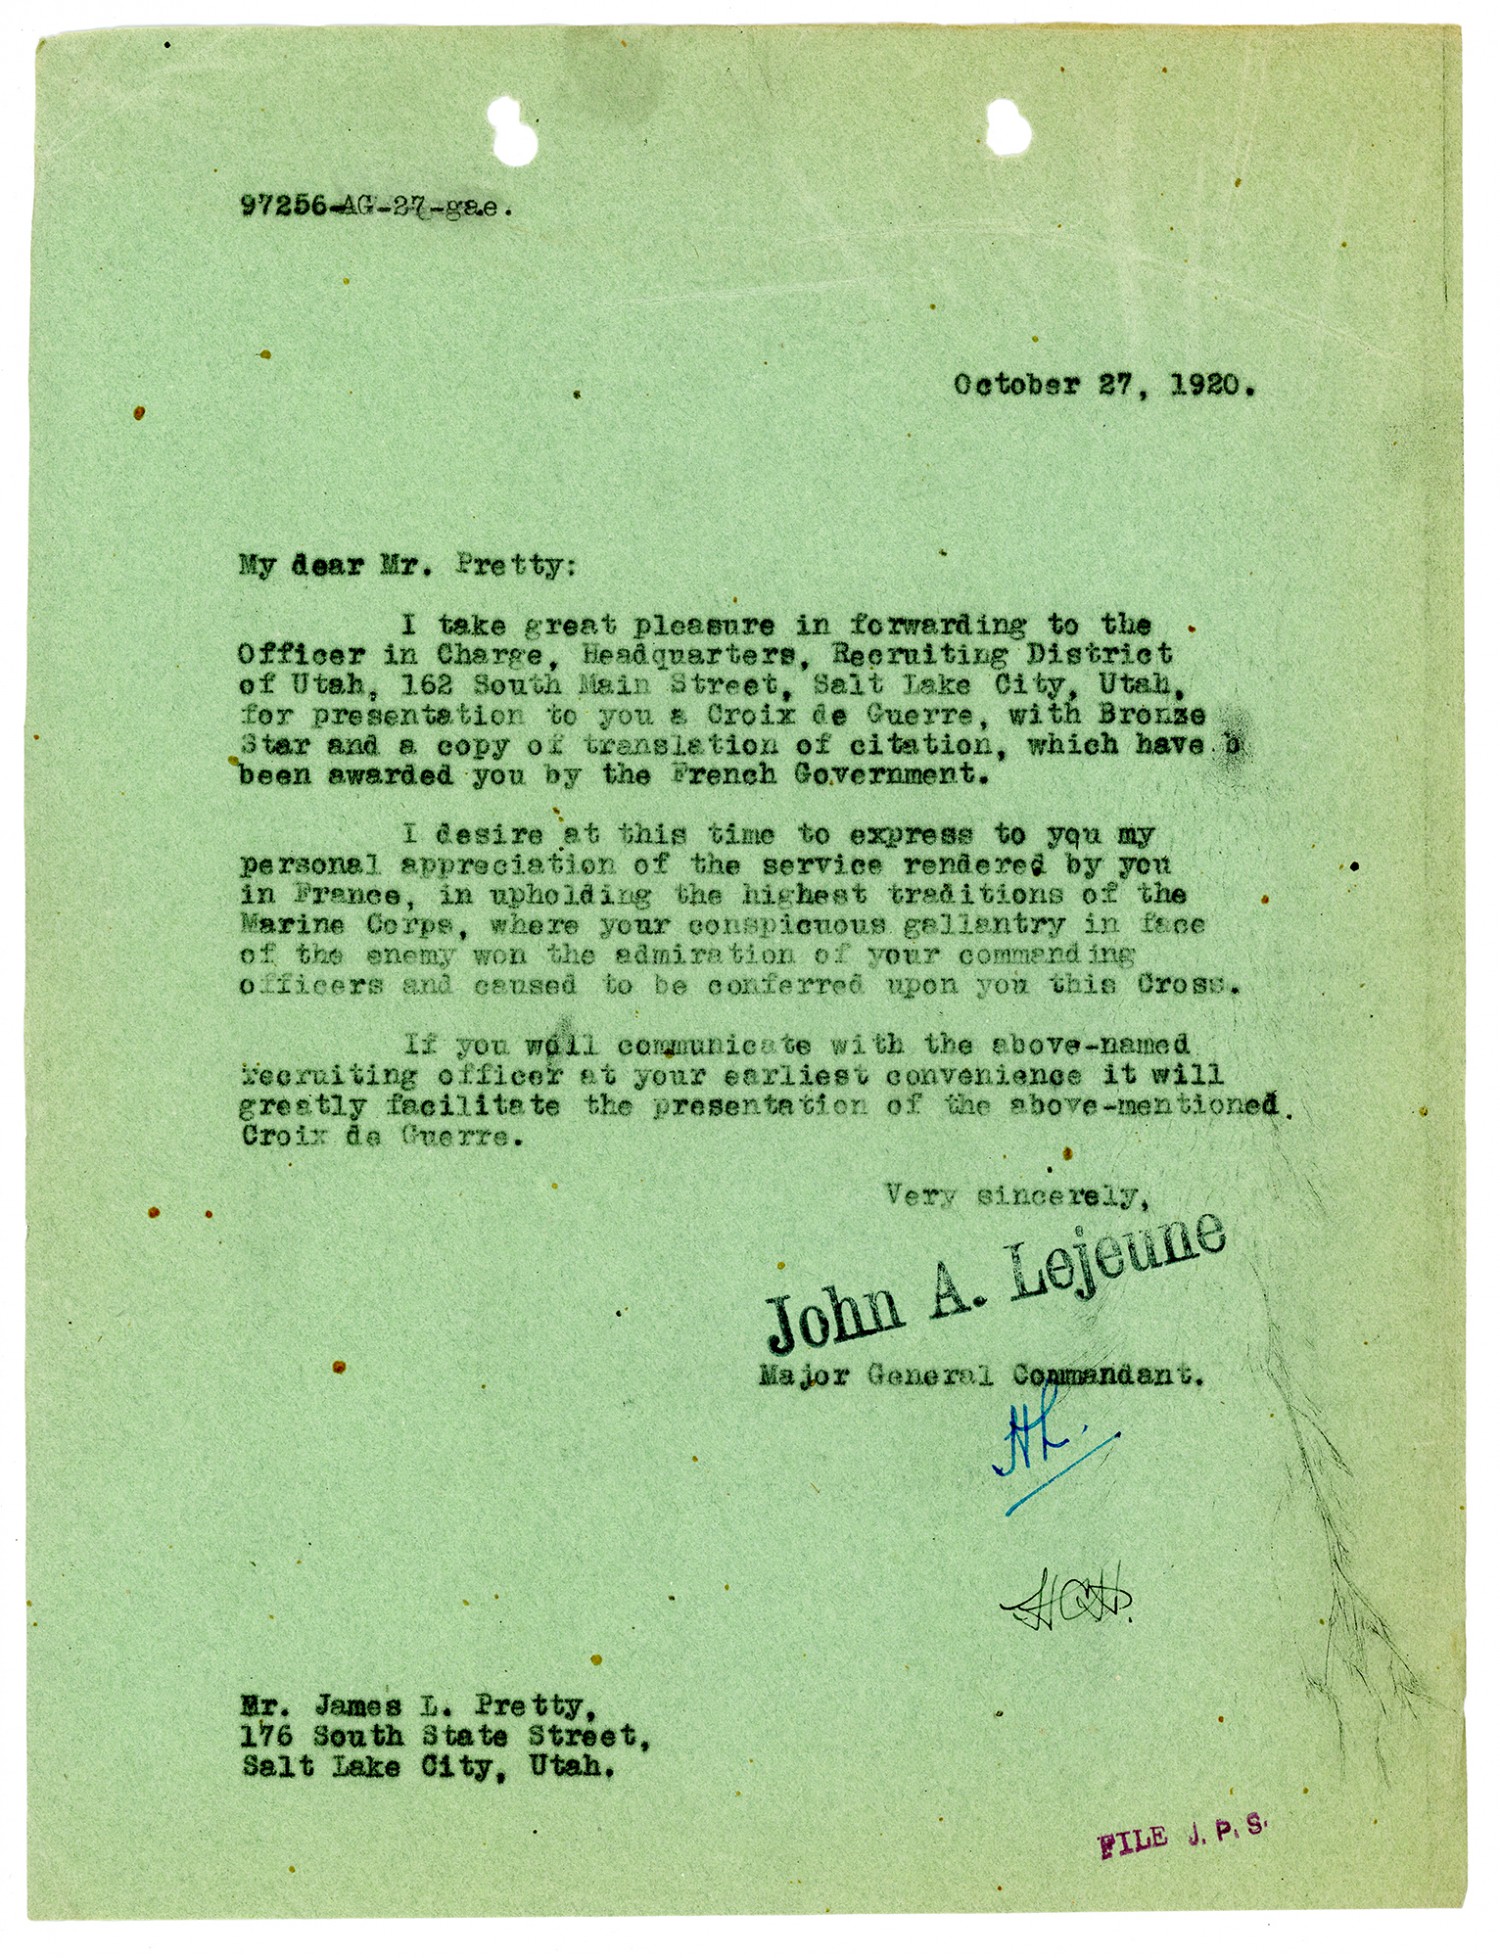 97256-AG-27-gae.
October 27, 1920.
My dear Mr. Pretty:
I take great pleasure in forwarding to the
Officer in Charge, Headquarters, Recruiting District
of Utah, 162 South Main Street, Salt Lake City, Utah,
for presentation to you a Croix de Guerre, with Bronze
Star and a copy of translation of citation, which have b
been awarded you by the French Government.
I desire at this time to express to you my
personal appreciation of the service rendered by you
in France, in upholding the highest traditions of the
Marine Corps, where your conspicuous gallantry in face
of the enemy won the admiration of your commanding
officers and caused to be conferred upon you this Cross.
If you will communicate with the above-named
recruiting officer at your earliest convenience it will
greatly facilitate the presentation of the above-mentioned
Croix de Guerre.
Very sincerely,
John A. Lejeune
Major General Commandant.
HCH.
Mr. James L. Pretty,
176 South State Street,
Salt Lake City, Utah.
FILE J. P. S.